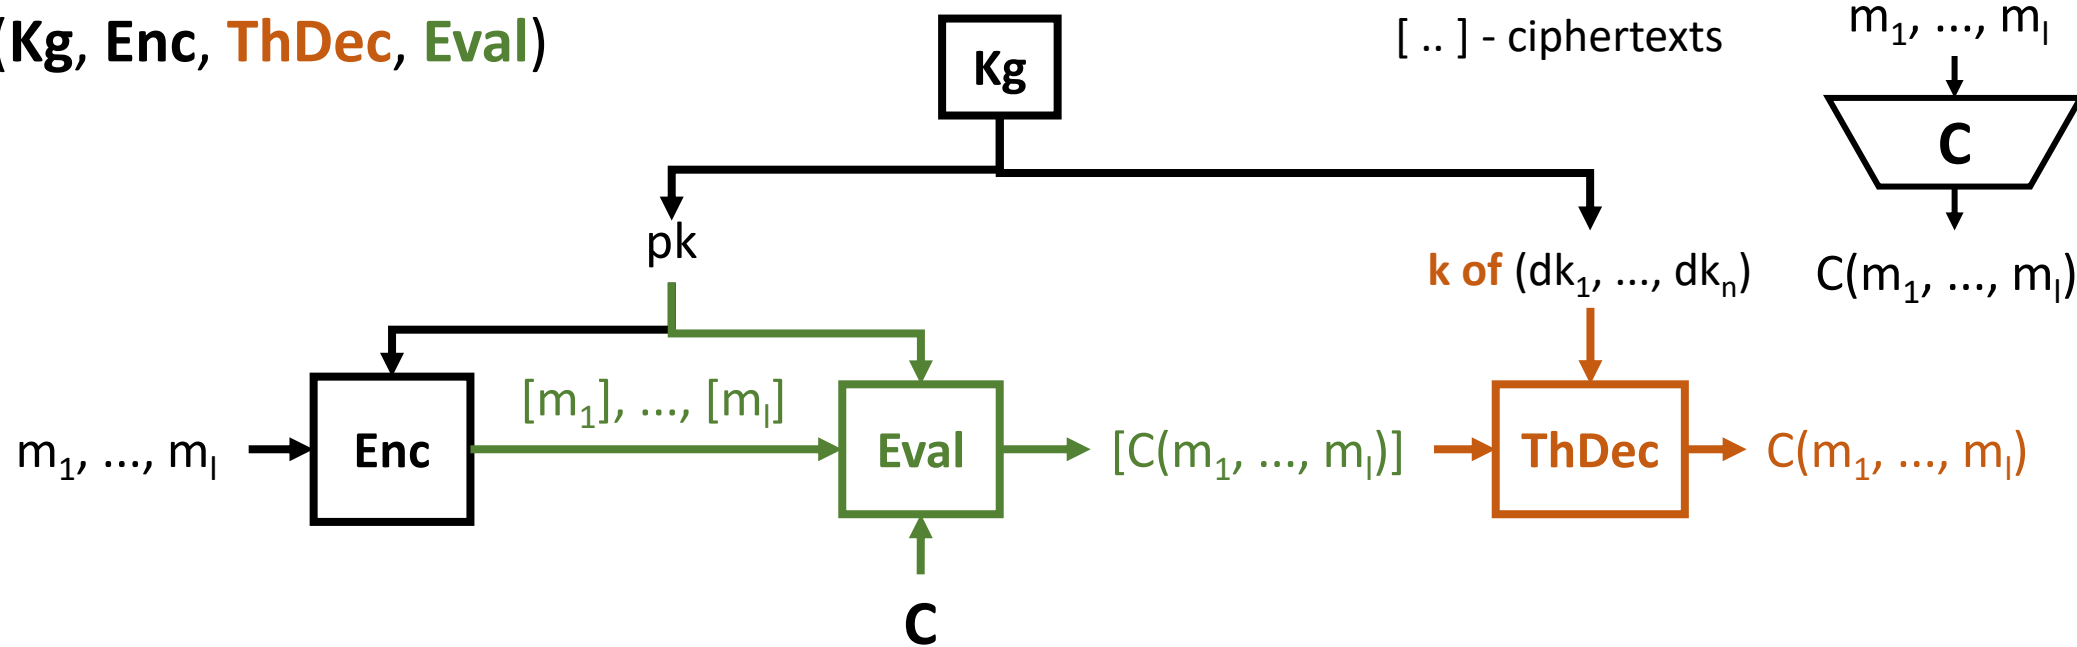 (Kg, Enc, ThDec, Eval)
Kg
[ .. ] - ciphertexts
m₁, ..., mₗ
C
C(m₁, ..., mₗ)
pk
k of (dk₁, ..., dkₙ)
m₁, ..., mₗ
Enc
[m₁], ..., [mₗ]
Eval
[C(m₁, ..., mₗ)]
ThDec
C(m₁, ..., mₗ)
C